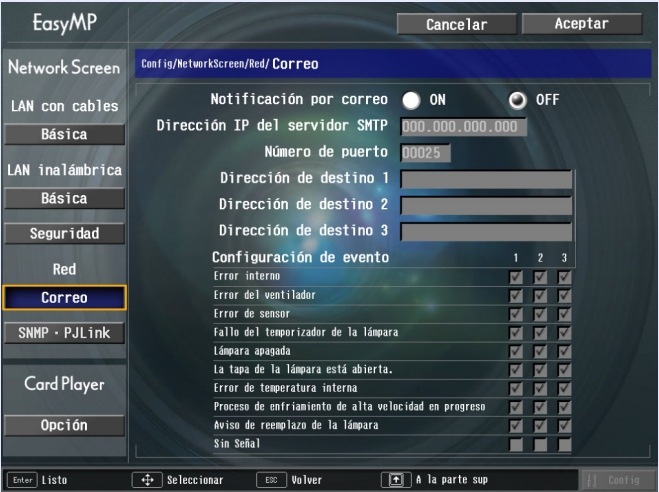 EasyMP
Cancelar
Aceptar
Network Screen
Config/NetworkScreen/Red/Correo
LAN con cables
Básica
LAN inalámbrica
Básica
Seguridad
Red
Correo
SNMP・PJLink
Card Player
Opción
Notificación por correo ON OFF
Dirección IP del servidor SMTP 000.000.000.000
Número de puerto 00025
Dirección de destino 1
Dirección de destino 2
Dirección de destino 3
Configuración de evento 1 2 3
Error interno
Error del ventilador
Error de sensor
Fallo del temporizador de la lámpara
Lámpara apagada
La tapa de la lámpara está abierta.
Error de temperatura interna
Proceso de enfriamiento de alta velocidad en progreso
Aviso de reemplazo de la lámpara
Sin Señal
Enter Listo
Seleccionar
ESC Volver
A la parte sup
Config